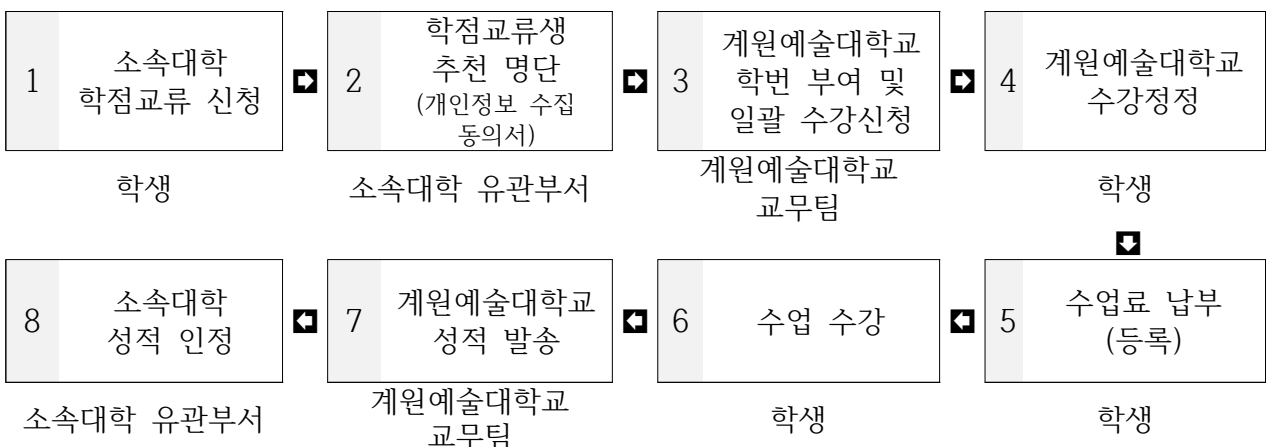 1
소속대학
학점교류 신청
2
학점교류생
추천 명단
(개인정보 수집
동의서)
3
계원예술대학교
학번 부여 및
일괄 수강신청
4
계원예술대학교
수강정정
학생
소속대학 유관부서
계원예술대학교
교무팀
학생
8
소속대학
성적 인정
7
계원예술대학교
성적 발송
6
수업 수강
5
수업료 납부
(등록)
소속대학 유관부서
계원예술대학교
교무팀
학생
학생